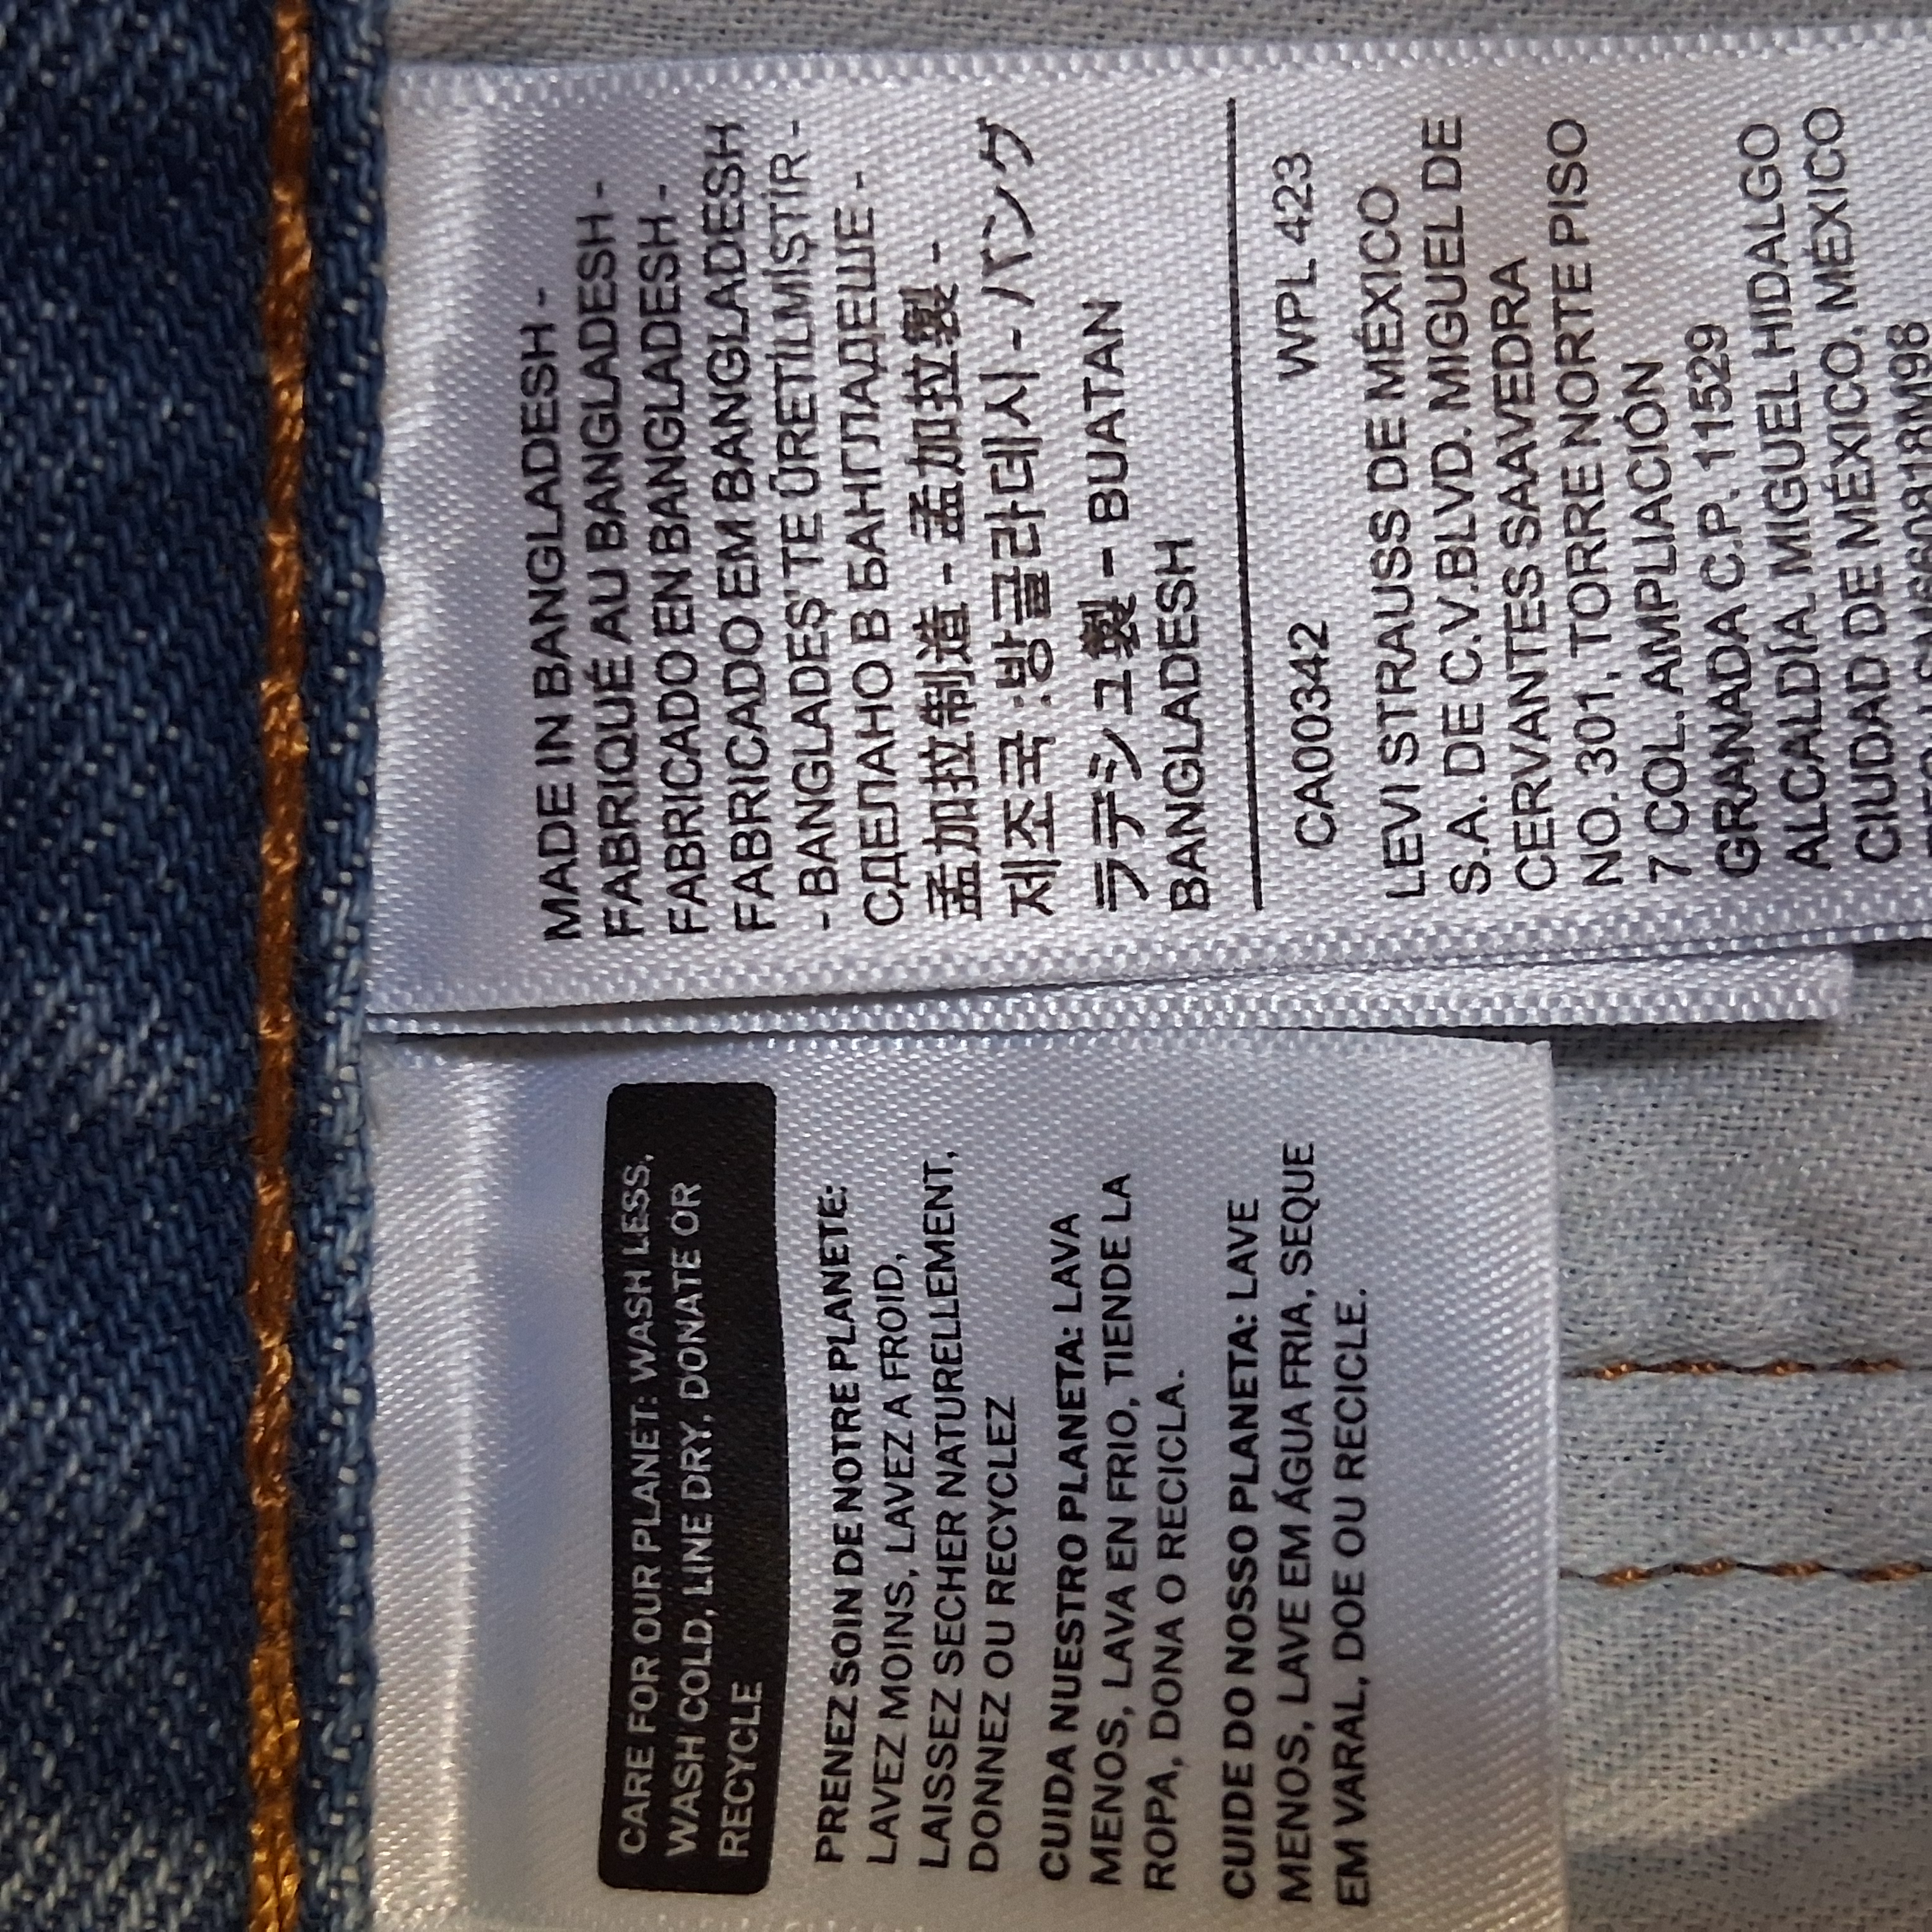 MADE IN BANGLADESH -
FABRIQUÉ AU BANGLADESH -
FABRICADO EN BANGLADESH -
FABRICADO EM BANGLADESH
- BANGLADEŞ'TE ÜRETİLMİŞTİR -
СДЕЛАНО В БАНГЛАДЕШЕ -
孟加拉制造 - 孟加拉製 -
제조국 :방글라데시 - バング
ラデシュ製 - BUATAN
BANGLADESH
CA00342 WPL 423
LEVI STRAUSS DE MÉXICO
S.A. DE C.V.BLVD. MIGUEL DE
CERVANTES SAAVEDRA
NO. 301, TORRE NORTE PISO
7 COL. AMPLIACIÓN
GRANADA C.P. 11529
ALCALDÍA. MIGUEL HIDALGO
CIUDAD DE MÉXICO, MÉXICO
CARE FOR OUR PLANET: WASH LESS,
WASH COLD, LINE DRY, DONATE OR
RECYCLE
PRENEZ SOIN DE NOTRE PLANETE:
LAVEZ MOINS, LAVEZ A FROID,
LAISSEZ SECHER NATURELLEMENT,
DONNEZ OU RECYCLEZ
CUIDA NUESTRO PLANETA: LAVA
MENOS, LAVA EN FRIO, TIENDE LA
ROPA, DONA O RECICLA.
CUIDE DO NOSSO PLANETA: LAVE
MENOS, LAVE EM ÁGUA FRIA, SEQUE
EM VARAL, DOE OU RECICLE.